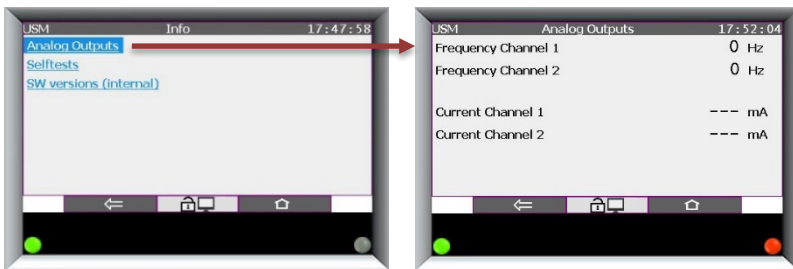 USM Info 17:47:58
Analog Outputs
Selftests
SW versions (internal)
USM Analog Outputs 17:52:04
Frequency Channel 1 0 Hz
Frequency Channel 2 0 Hz
Current Channel 1 --- mA
Current Channel 2 --- mA